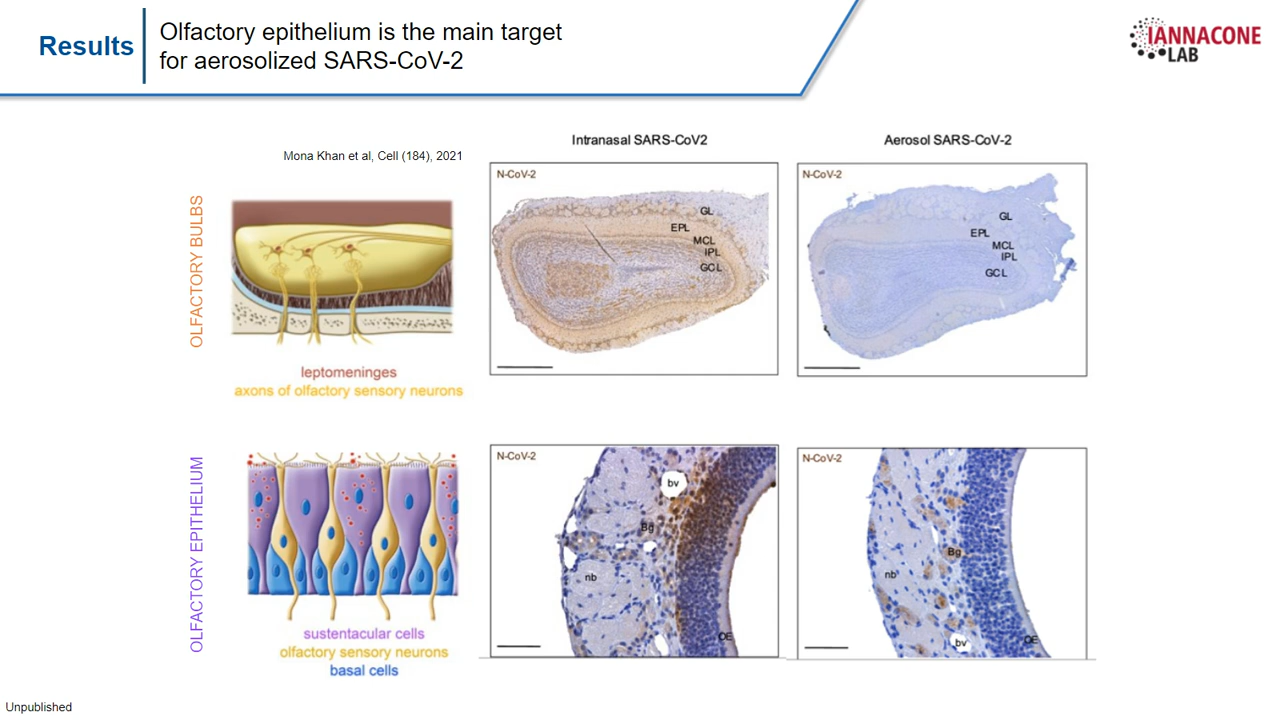 Results
Olfactory epithelium is the main target
for aerosolized SARS-CoV-2
IANNACONE
LAB
Mona Khan et al, Cell (184), 2021
Intranasal SARS-CoV2
Aerosol SARS-CoV-2
OLFACTORY BULBS
leptomeninges
axons of olfactory sensory neurons
N-CoV-2
GL
EPL
MCL
IPL
GCL
N-CoV-2
GL
EPL
MCL
IPL
GCL
OLFACTORY EPITHELIUM
sustentacular cells
olfactory sensory neurons
basal cells
N-CoV-2
bv
Bg
nb
OE
N-CoV-2
Bg
nb
bv
OE
Unpublished